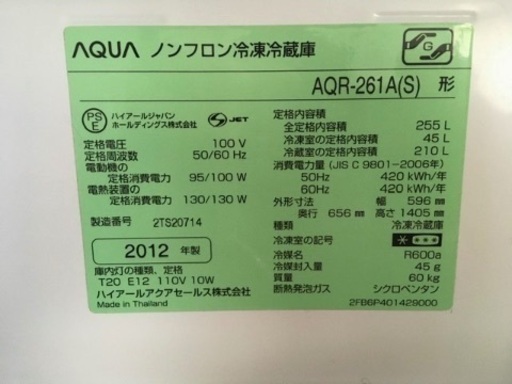 AQUA ノンフロン冷凍冷蔵庫
G
AQR-261A(S) 形
PS E ハイアールジャパン ホールディングス株式会社 JET
定格電圧 100 V
定格周波数 50/60 Hz
電動機の
定格消費電力 95/100 W
電熱装置の
定格消費電力 130/130 W
製造番号 2TS20714
2012 年製
庫内灯の種類、定格
T20 E12 110V 10W
ハイアールアクアセールス株式会社
Made in Thailand
定格内容積
全定格内容積 255 L
冷凍室の定格内容積 45 L
冷蔵室の定格内容積 210 L
消費電力量 (JIS C 9801-2006年)
50Hz 420 kWh/年
60Hz 420 kWh/年
外形寸法 幅 596 mm
奥行 656 mm 高さ 1405 mm
種類 冷凍冷蔵庫
冷凍室の記号
冷媒名 R600a
冷媒封入量 45 g
質量 60 kg
断熱発泡ガス シクロペンタン
2FB6P401429000